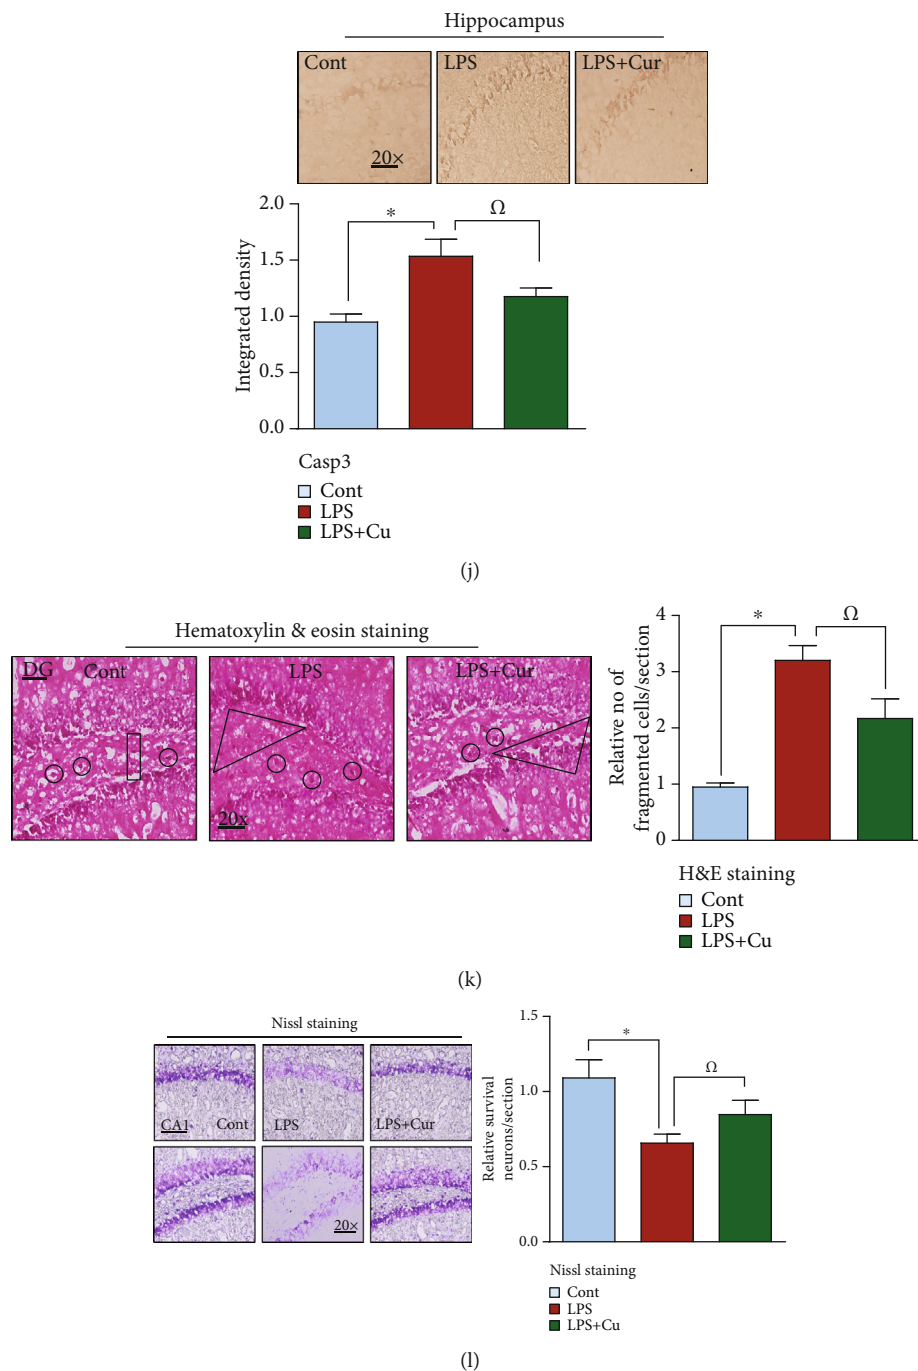 Hippocampus
Cont
LPS
LPS+Cur
20×
2.0
1.5
1.0
0.5
0.0
Integrated density
*
Ω
Casp3
Cont
LPS
LPS+Cu
(j)
Hematoxylin & eosin staining
DG
Cont
LPS
LPS+Cur
20x
4
3
2
1
0
Relative no of
fragmented cells/section
*
Ω
H&E staining
Cont
LPS
LPS+Cu
(k)
Nissl staining
CA1
Cont
LPS
LPS+Cur
20×
1.5
1.0
0.5
0.0
Relative survival
neurons/section
*
Ω
Nissl staining
Cont
LPS
LPS+Cu
(l)